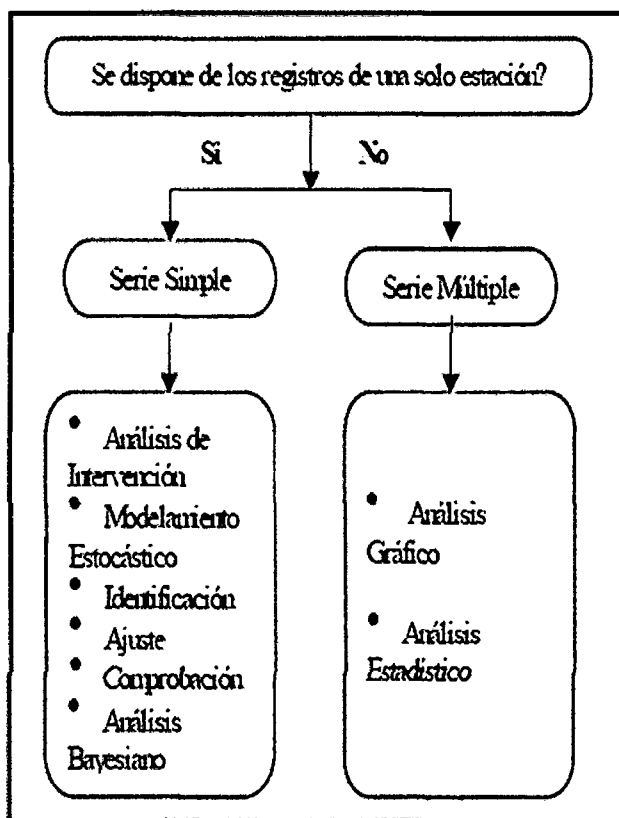 Se dispone de los registros de una solo estación?
Si No
Serie Simple
Serie Múltiple
• Análisis de
Intervención
• Modelamiento
Estocástico
• Identificación
• Ajuste
• Comprobación
• Análisis
Bayesiano
• Análisis
Gráfico
• Análisis
Estadístico